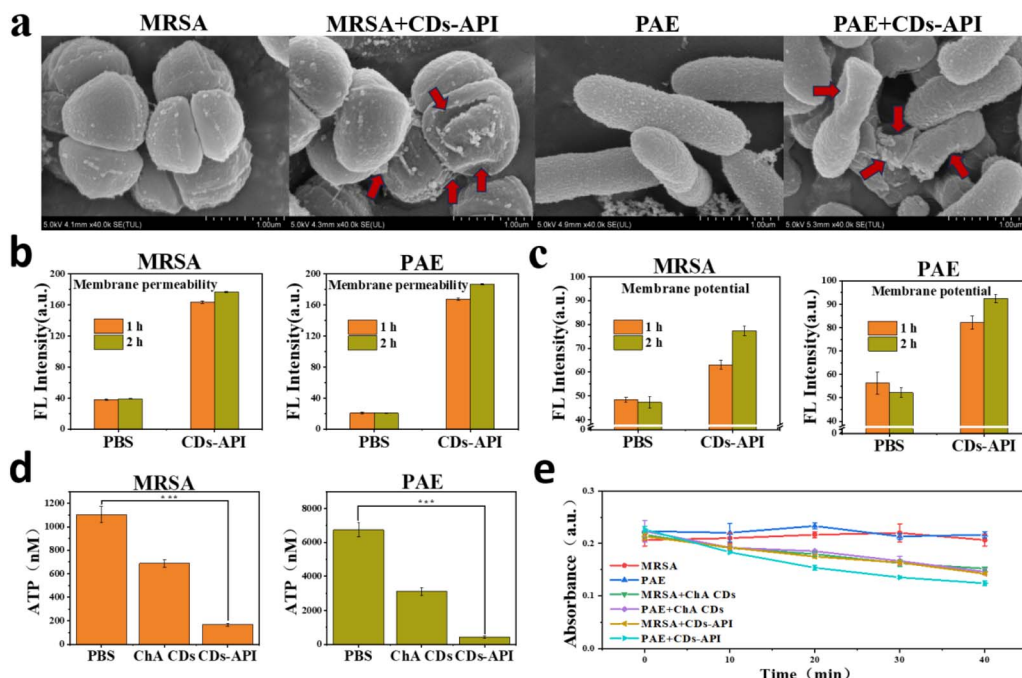 a
MRSA
MRSA+CDs-API
PAE
PAE+CDs-API
5.0kV 4.1mm x40.0k SE(TUL)
1.00um
5.0kV 4.3mm x40.0k SE(TUL)
1.00um
5.0kV 4.9mm x40.0k SE(TUL)
1.00um
5.0kV 5.3mm x40.0k SE(TUL)
1.00um
b
MRSA
FL Intensity(a.u.)
200
160
120
80
40
0
Membrane permeability
1 h
2 h
PBS
CDs-API
PAE
FL Intensity(a.u.)
200
160
120
80
40
0
Membrane permeability
1 h
2 h
PBS
CDs-API
c
MRSA
FL Intensity(a.u.)
100
90
80
70
60
50
40
0
Membrane potential
1 h
2 h
PBS
CDs-API
PAE
FL Intensity(a.u.)
100
90
80
70
60
50
40
0
Membrane potential
1 h
2 h
PBS
CDs-API
d
MRSA
ATP（nM）
1200
1000
800
600
400
200
0
***
PBS
ChA CDs
CDs-API
PAE
ATP（nM）
8000
6000
4000
2000
0
***
PBS
ChA CDs
CDs-API
e
Absorbance (a.u.)
0.3
0.2
0.1
0.0
MRSA
PAE
MRSA+ChA CDs
PAE+ChA CDs
MRSA+CDs-API
PAE+CDs-API
0
10
20
30
40
Time（min）